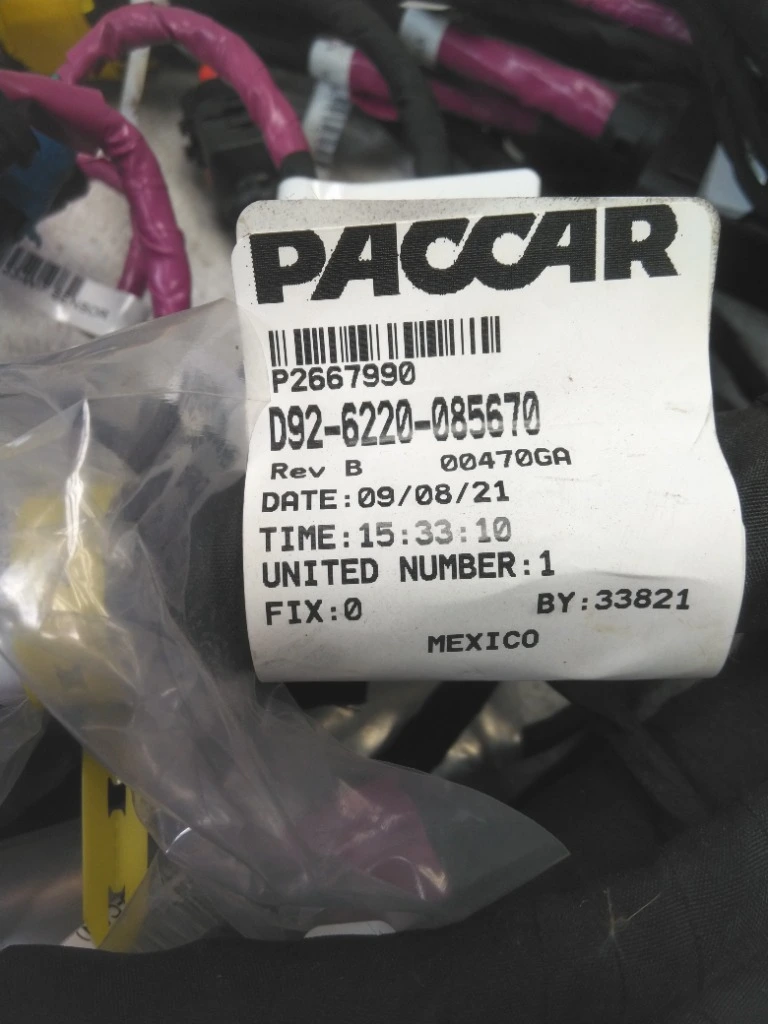 PACCAR
P2667990
D92-6220-085670
Rev B 00470GA
DATE:09/08/21
TIME:15:33:10
UNITED NUMBER:1
FIX:0 BY:33821
MEXICO